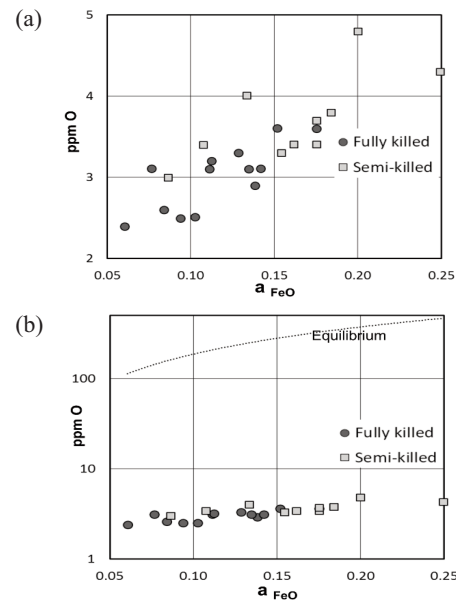 (a)
5
4
3
2
ppm O
Fully killed
Semi-killed
0.05 0.10 0.15 0.20 0.25
a FeO
(b)
100
10
1
ppm O
Equilibrium
Fully killed
Semi-killed
0.05 0.10 0.15 0.20 0.25
a FeO